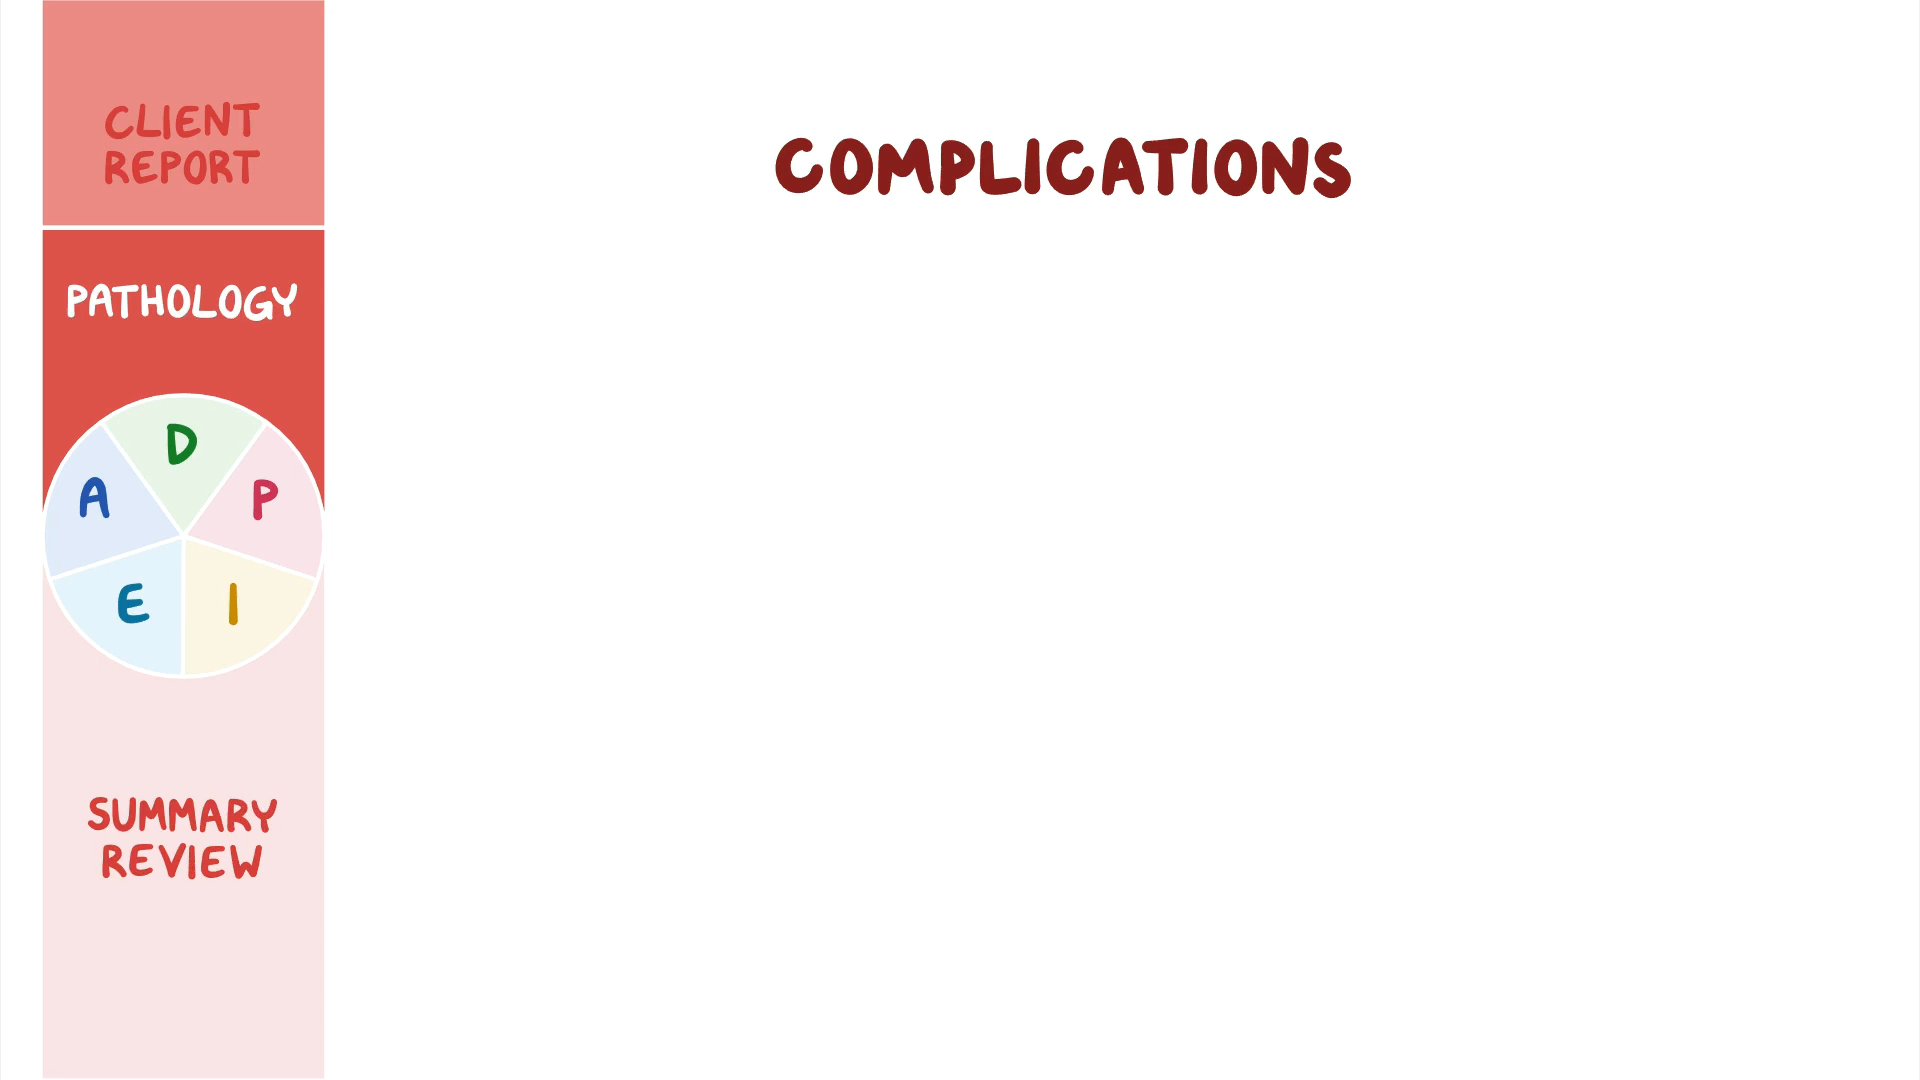 CLIENT
REPORT
COMPLICATIONS
PATHOLOGY
A
D
P
E
I
SUMMARY
REVIEW